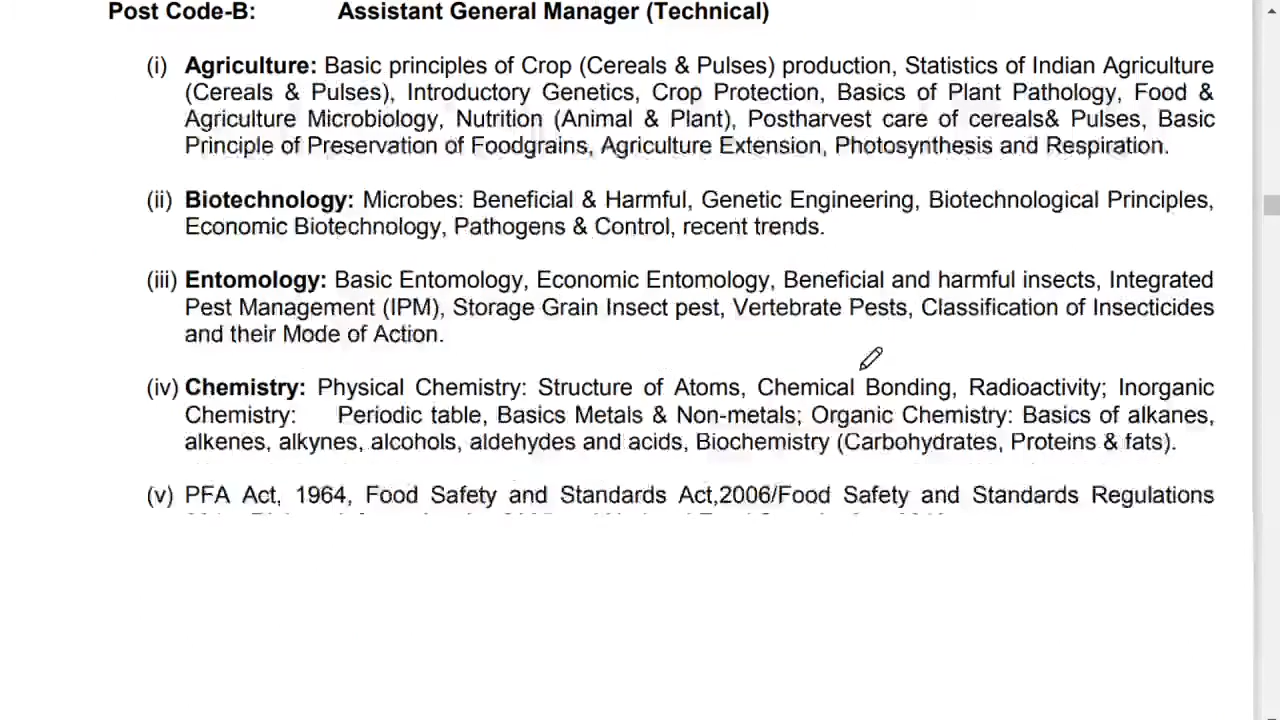 Post Code-B: Assistant General Manager (Technical)
(i) Agriculture: Basic principles of Crop (Cereals & Pulses) production, Statistics of Indian Agriculture
(Cereals & Pulses), Introductory Genetics, Crop Protection, Basics of Plant Pathology, Food &
Agriculture Microbiology, Nutrition (Animal & Plant), Postharvest care of cereals& Pulses, Basic
Principle of Preservation of Foodgrains, Agriculture Extension, Photosynthesis and Respiration.
(ii) Biotechnology: Microbes: Beneficial & Harmful, Genetic Engineering, Biotechnological Principles,
Economic Biotechnology, Pathogens & Control, recent trends.
(iii) Entomology: Basic Entomology, Economic Entomology, Beneficial and harmful insects, Integrated
Pest Management (IPM), Storage Grain Insect pest, Vertebrate Pests, Classification of Insecticides
and their Mode of Action.
(iv) Chemistry: Physical Chemistry: Structure of Atoms, Chemical Bonding, Radioactivity; Inorganic
Chemistry: Periodic table, Basics Metals & Non-metals; Organic Chemistry: Basics of alkanes,
alkenes, alkynes, alcohols, aldehydes and acids, Biochemistry (Carbohydrates, Proteins & fats).
(v) PFA Act, 1964, Food Safety and Standards Act,2006/Food Safety and Standards Regulations